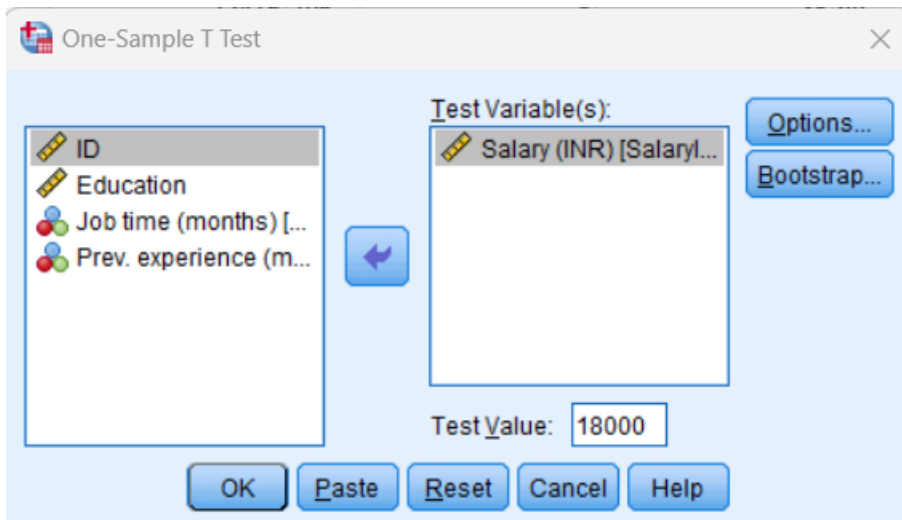 One-Sample T Test
Test Variable(s):
ID
Education
Job time (months) [...
Prev. experience (m...
Salary (INR) [SalaryI...
Options...
Bootstrap...
Test Value: 18000
OK Paste Reset Cancel Help